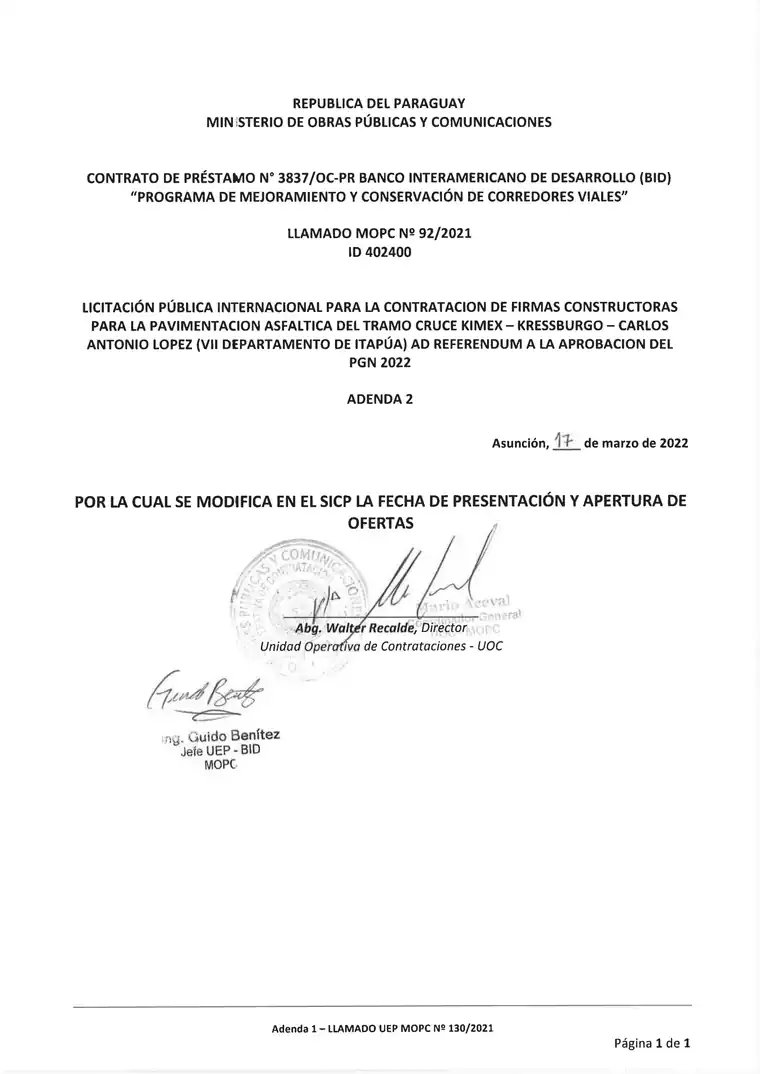 REPUBLICA DEL PARAGUAY
MINISTERIO DE OBRAS PÚBLICAS Y COMUNICACIONES
CONTRATO DE PRÉSTAMO N° 3837/OC-PR BANCO INTERAMERICANO DE DESARROLLO (BID)
“PROGRAMA DE MEJORAMIENTO Y CONSERVACIÓN DE CORREDORES VIALES”
LLAMADO MOPC Nº 92/2021
ID 402400
LICITACIÓN PÚBLICA INTERNACIONAL PARA LA CONTRATACION DE FIRMAS CONSTRUCTORAS
PARA LA PAVIMENTACION ASFALTICA DEL TRAMO CRUCE KIMEX – KRESSBURGO – CARLOS
ANTONIO LOPEZ (VII DEPARTAMENTO DE ITAPÚA) AD REFERENDUM A LA APROBACION DEL
PGN 2022
ADENDA 2
Asunción, 17 de marzo de 2022
POR LA CUAL SE MODIFICA EN EL SICP LA FECHA DE PRESENTACIÓN Y APERTURA DE
OFERTAS
Mario Aceval
General
MOPC
Abg. Walter Recalde, Director
Unidad Operativa de Contrataciones - UOC
Guido Benítez
Ing. Guido Benítez
Jefe UEP - BID
MOPC
Adenda 1 – LLAMADO UEP MOPC Nº 130/2021
Página 1 de 1